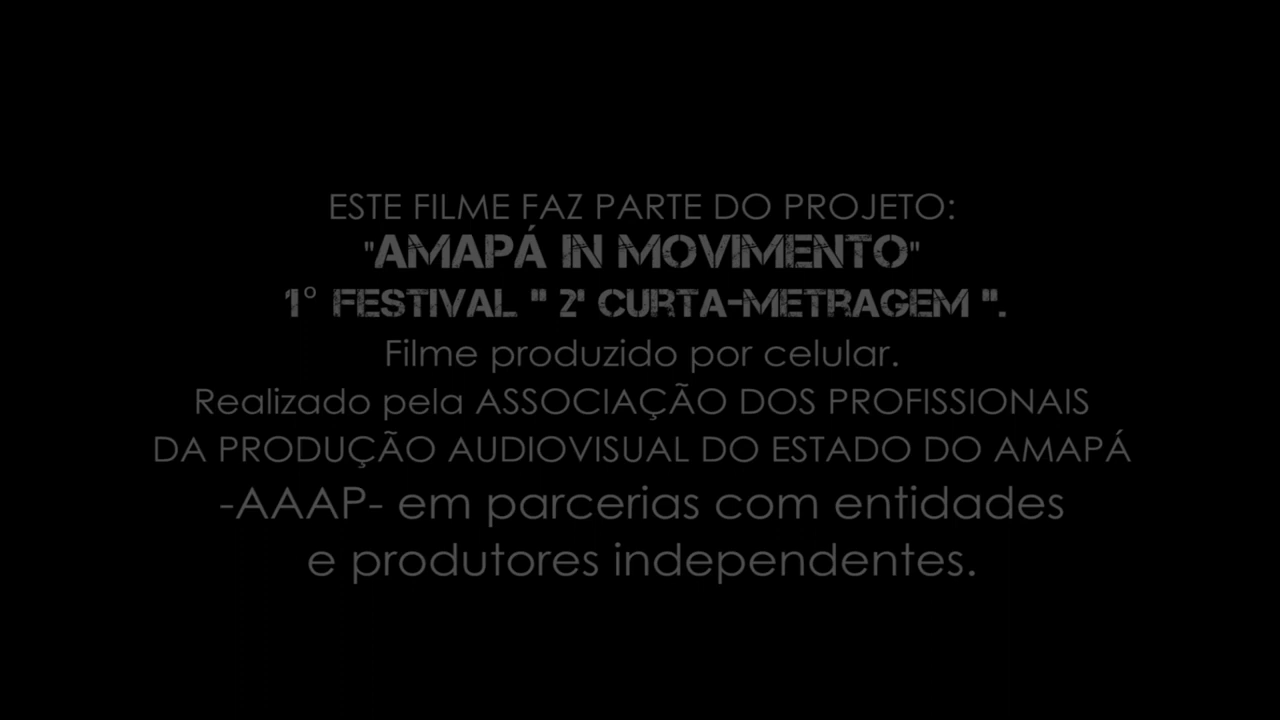 ESTE FILME FAZ PARTE DO PROJETO:
"AMAPÁ IN MOVIMENTO"
1º FESTIVAL " 2' CURTA-METRAGEM ".
Filme produzido por celular.
Realizado pela ASSOCIAÇÃO DOS PROFISSIONAIS
DA PRODUÇÃO AUDIOVISUAL DO ESTADO DO AMAPÁ
-AAAP- em parcerias com entidades
e produtores independentes.